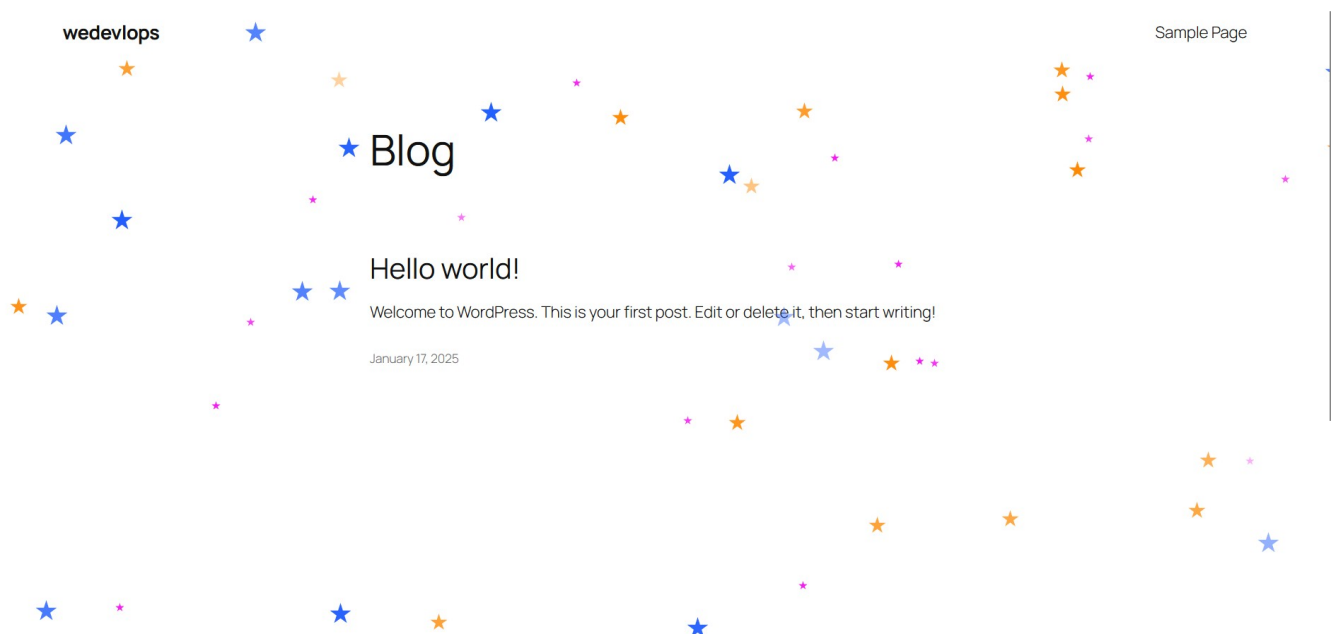 wedevlops
Sample Page
Blog
Hello world!
Welcome to WordPress. This is your first post. Edit or delete it, then start writing!
January 17, 2025